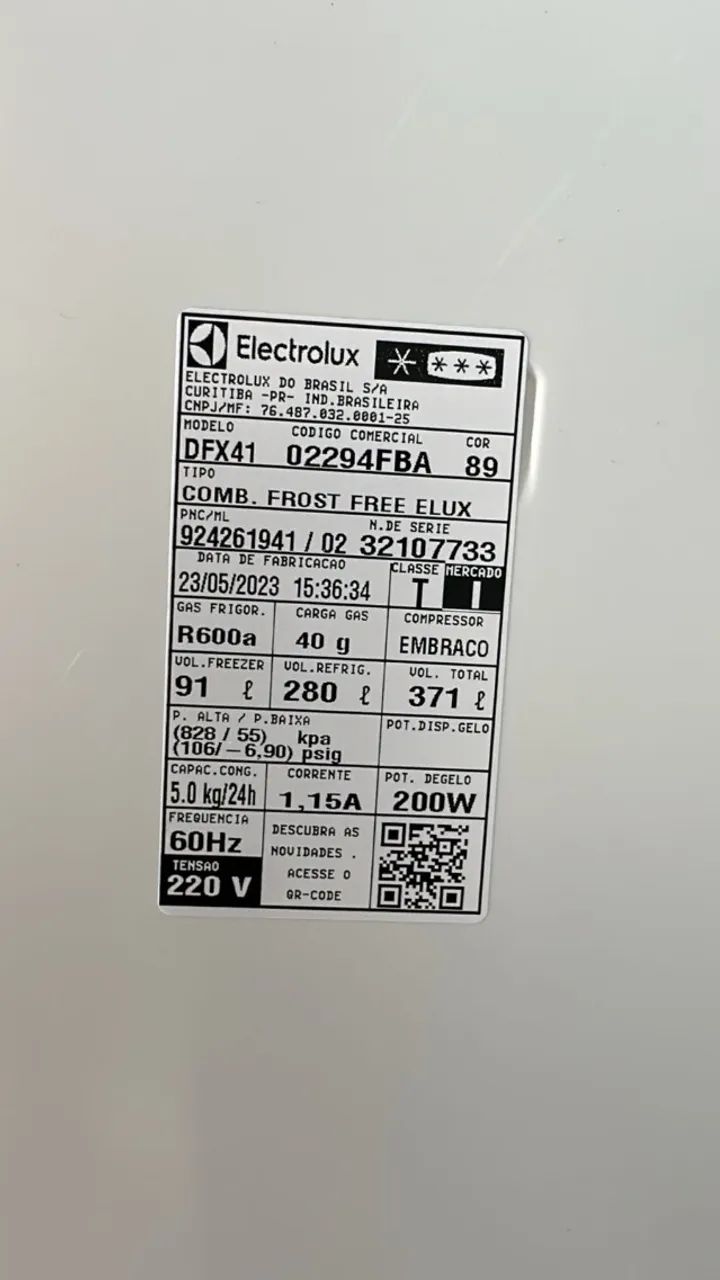 Electrolux
ELECTROLUX DO BRASIL S/A
CURITIBA -PR- IND.BRASILEIRA
CNPJ/MF: 76.487.032.0001-25
MODELO CODIGO COMERCIAL COR
DFX41 02294FBA 89
TIPO
COMB. FROST FREE ELUX
PNC/ML N.DE SERIE
924261941 / 02 32107733
DATA DE FABRICACAO CLASSE MERCADO
23/05/2023 15:36:34 T I
GAS FRIGOR. CARGA GAS COMPRESSOR
R600a 40 g EMBRACO
VOL.FREEZER VOL.REFRIG. VOL. TOTAL
91 ℓ 280 ℓ 371 ℓ
P. ALTA / P.BAIXA POT.DISP.GELO
(828 / 55) kpa
(106/–6,90) psig
CAPAC.CONG. CORRENTE POT. DEGELO
5.0 kg/24h 1,15A 200W
FREQUENCIA
60Hz
TENSAO
220 V
DESCUBRA AS
NOVIDADES .
ACESSE O
QR-CODE